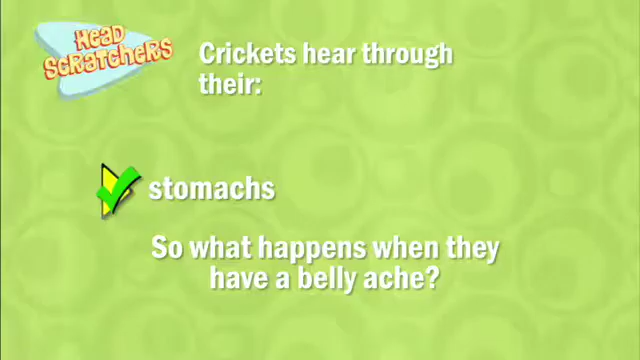 HEAD
SCRATCHERS
Crickets hear through
their:
stomachs
So what happens when they
have a belly ache?